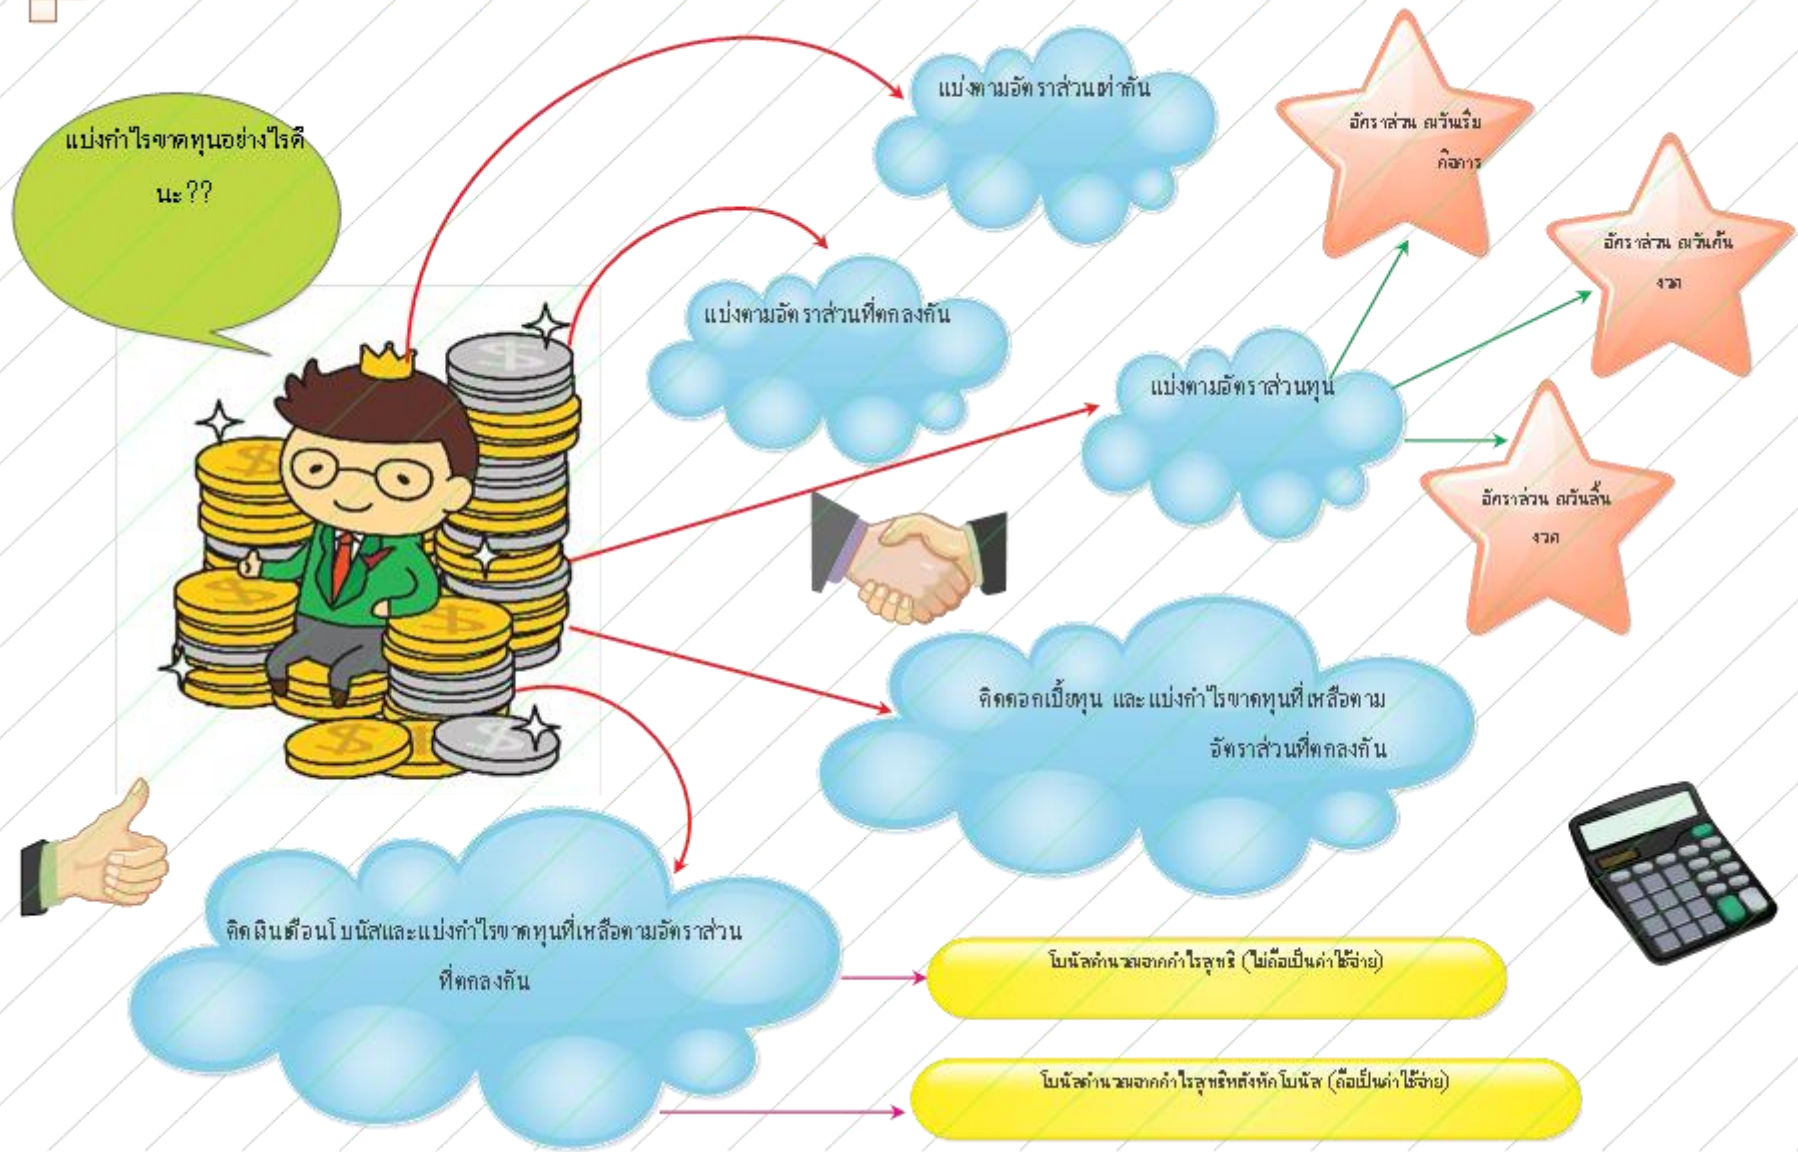 แบ่งกำไรขาดทุนอย่างไรดี
นะ??
แบ่งตามอัตราส่วนเท่ากัน
แบ่งตามอัตราส่วนที่ตกลงกัน
แบ่งตามอัตราส่วนทุน
อัตราส่วน ณวันเริ่ม
กิจการ
อัตราส่วน ณวันต้น
งวด
อัตราส่วน ณวันสิ้น
งวด
คิดดอกเบี้ยทุน และแบ่งกำไรขาดทุนที่เหลือตาม
อัตราส่วนที่ตกลงกัน
คิดเงินเดือนโบนัสและแบ่งกำไรขาดทุนที่เหลือตามอัตราส่วน
ที่ตกลงกัน
โบนัสคำนวณจากกำไรสุทธิ (ไม่ถือเป็นค่าใช้จ่าย)
โบนัสคำนวณจากกำไรสุทธิหลังหักโบนัส (ถือเป็นค่าใช้จ่าย)